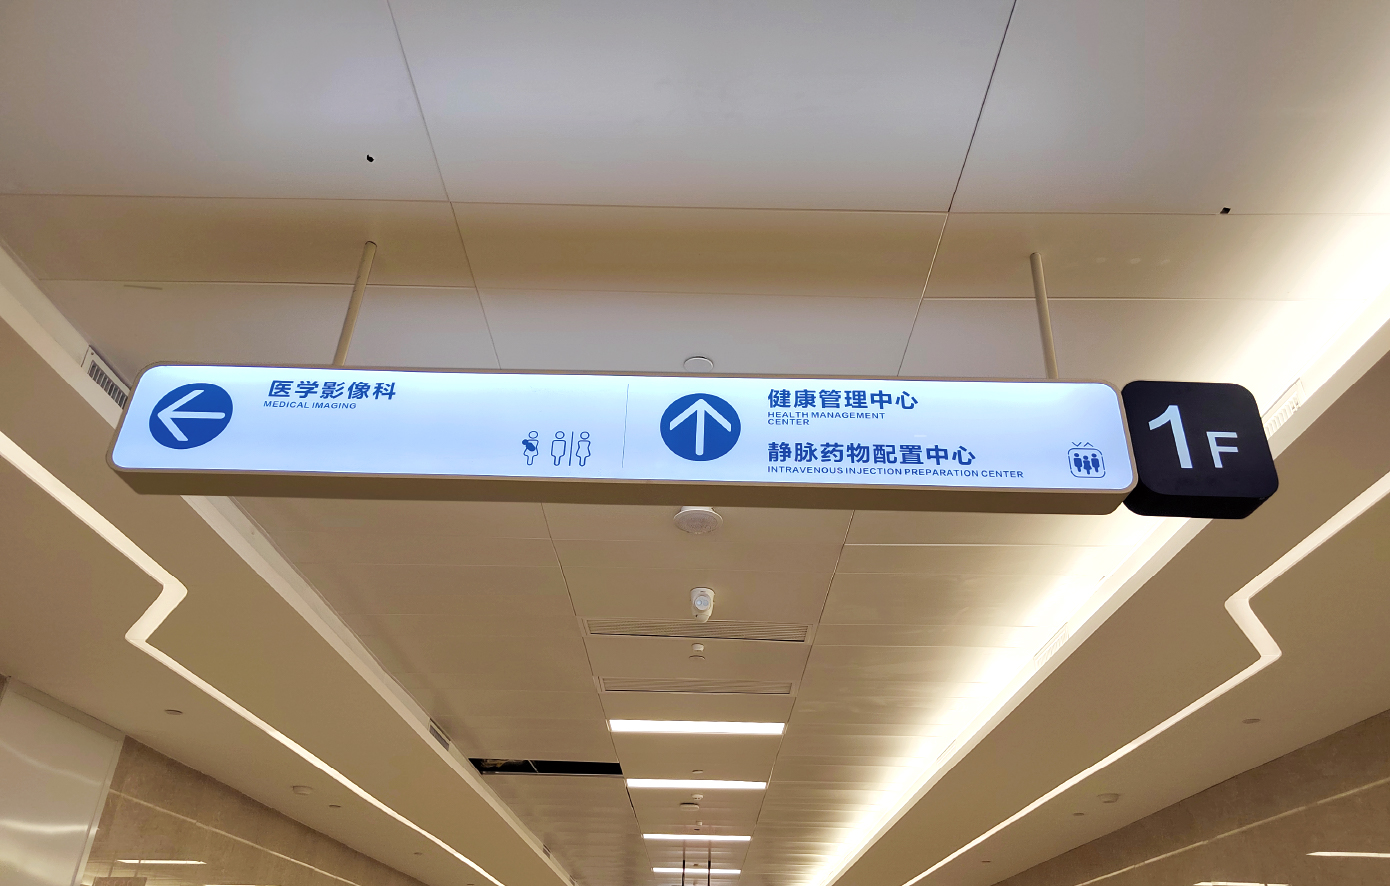 医学影像科
MEDICAL IMAGING
健康管理中心
HEALTH MANAGEMENT
CENTER
静脉药物配置中心
INTRAVENOUS INJECTION PREPARATION CENTER
1F